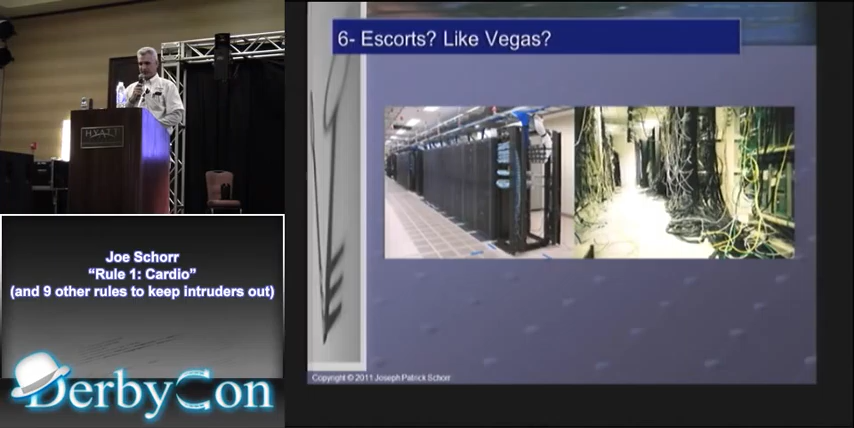 6- Escorts? Like Vegas?
HYATT
Joe Schorr
“Rule 1: Cardio”
(and 9 other rules to keep intruders out)
DerbyCon
Copyright © 2011 Joseph Patrick Schorr